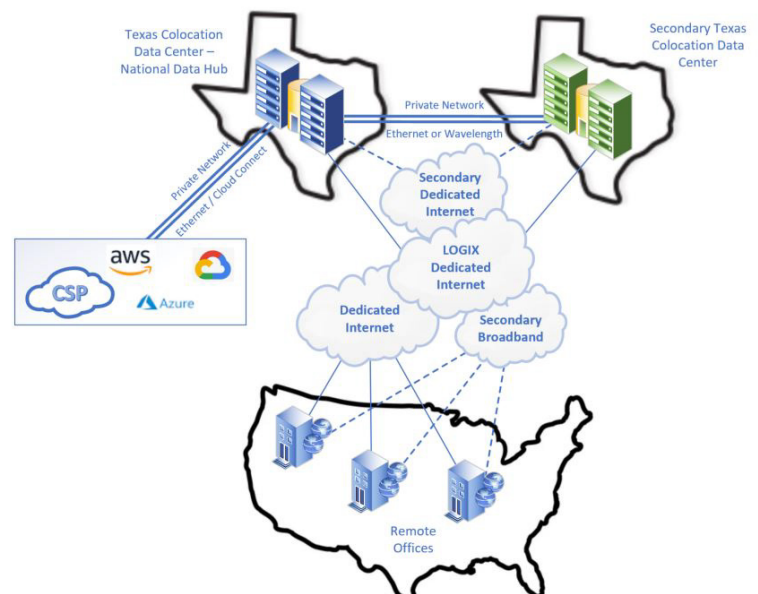 Texas Colocation
Data Center –
National Data Hub
Secondary Texas
Colocation Data
Center
Private Network
Ethernet or Wavelength
Private Network
Ethernet / Cloud Connect
Secondary
Dedicated
Internet
LOGIX
Dedicated
Internet
aws
CSP
Azure
Dedicated
Internet
Secondary
Broadband
Remote
Offices